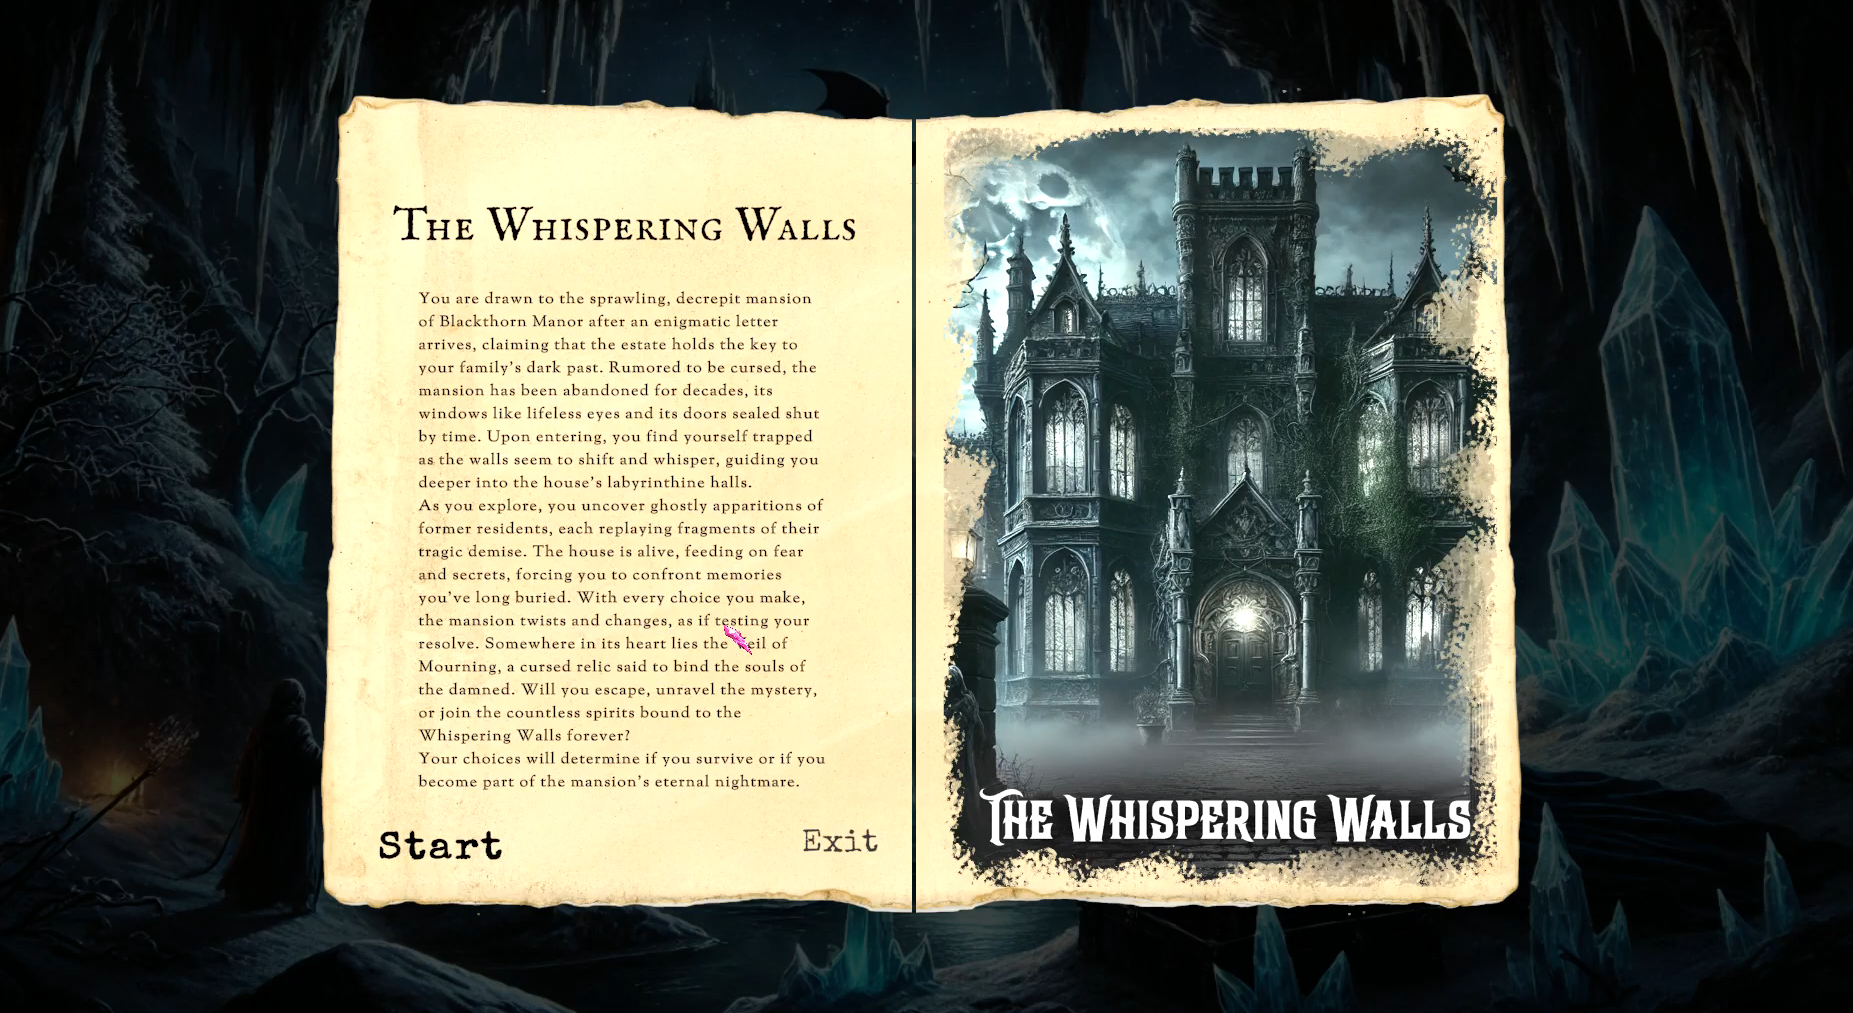 The Whispering Walls
You are drawn to the sprawling, decrepit mansion
of Blackthorn Manor after an enigmatic letter
arrives, claiming that the estate holds the key to
your family's dark past. Rumored to be cursed, the
mansion has been abandoned for decades, its
windows like lifeless eyes and its doors sealed shut
by time. Upon entering, you find yourself trapped
as the walls seem to shift and whisper, guiding you
deeper into the house's labyrinthine halls.
As you explore, you uncover ghostly apparitions of
former residents, each replaying fragments of their
tragic demise. The house is alive, feeding on fear
and secrets, forcing you to confront memories
you've long buried. With every choice you make,
the mansion twists and changes, as if testing your
resolve. Somewhere in its heart lies the Veil of
Mourning, a cursed relic said to bind the souls of
the damned. Will you escape, unravel the mystery,
or join the countless spirits bound to the
Whispering Walls forever?
Your choices will determine if you survive or if you
become part of the mansion's eternal nightmare.
Start
Exit
The Whispering Walls